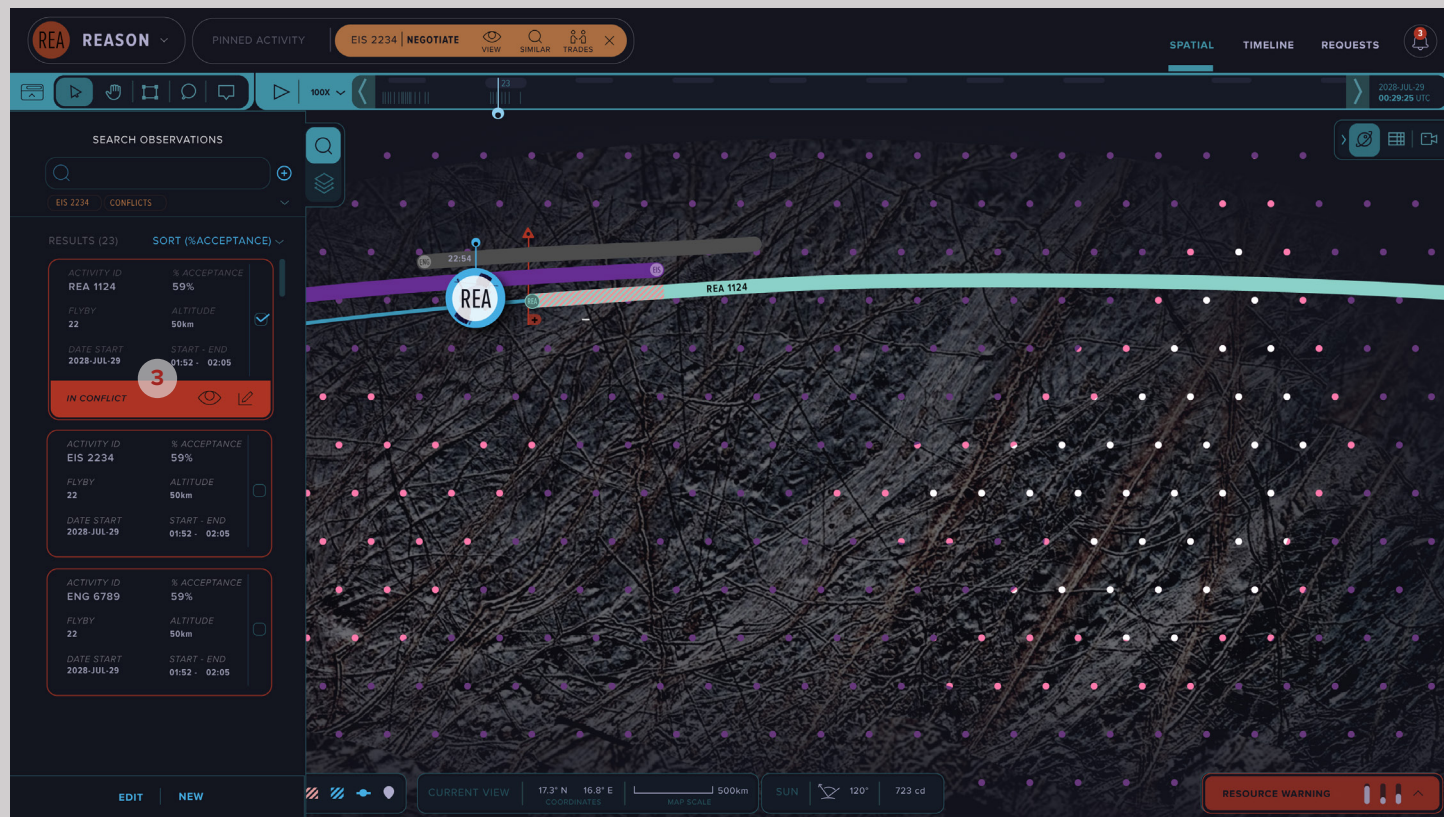 REA REASON
PINNED ACTIVITY
EIS 2234 | NEGOTIATE
VIEW
SIMILAR
TRADES
SPATIAL
TIMELINE
REQUESTS
3
100X
23
2028-JUL-29
00:29:25 UTC
SEARCH OBSERVATIONS
EIS 2234
CONFLICTS
RESULTS (23)
SORT (%ACCEPTANCE)
ACTIVITY ID % ACCEPTANCE
REA 1124 59%
FLYBY ALTITUDE
22 50km
DATE START START - END
2028-JUL-29 01:52 - 02:05
3
IN CONFLICT
ACTIVITY ID % ACCEPTANCE
EIS 2234 59%
FLYBY ALTITUDE
22 50km
DATE START START - END
2028-JUL-29 01:52 - 02:05
ACTIVITY ID % ACCEPTANCE
ENG 6789 59%
FLYBY ALTITUDE
22 50km
DATE START START - END
2028-JUL-29 01:52 - 02:05
EDIT NEW
ENG
22:54
EIS
REA
REA
REA 1124
CURRENT VIEW
17.3° N 16.8° E
COORDINATES
500km
MAP SCALE
SUN
120°
723 cd
RESOURCE WARNING